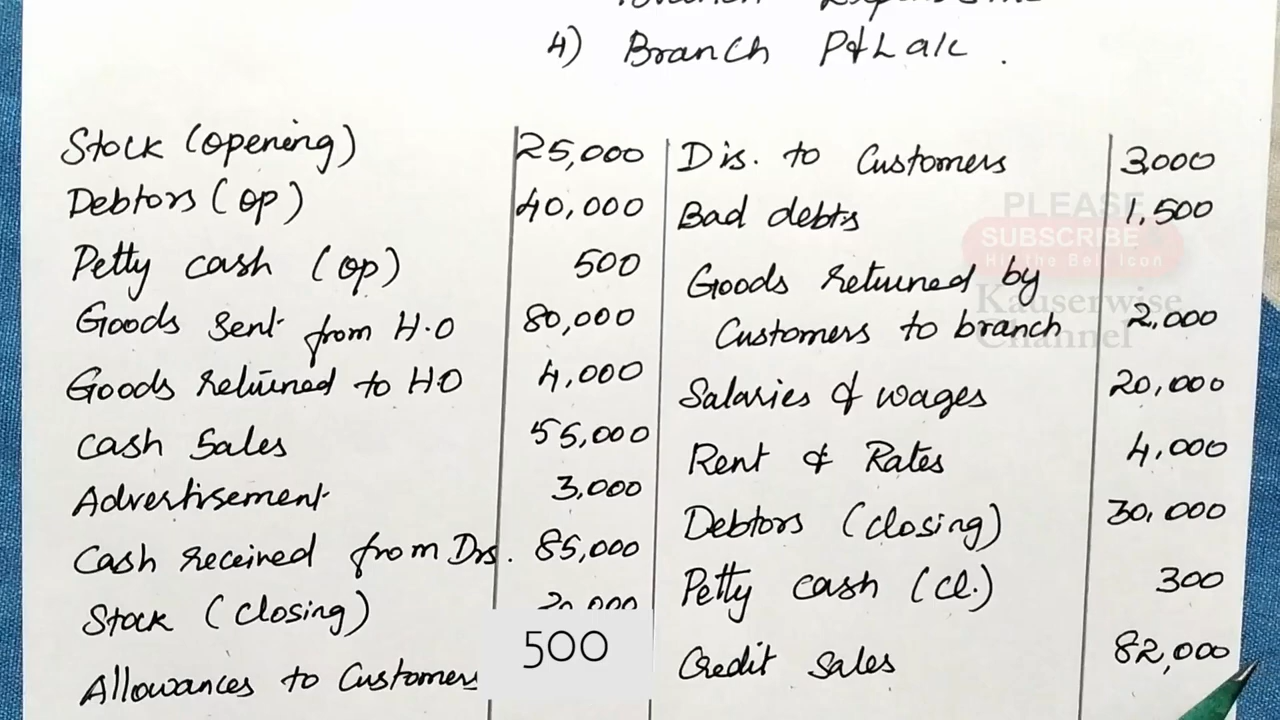 4) Branch P&L a/c .
Stock (opening) 25,000
Debtors (op) 40,000
Petty cash (op) 500
Goods sent from H.O 80,000
Goods returned to HO 4,000
Cash Sales 55,000
Advertisement 3,000
Cash received from Drs. 85,000
Stock (closing)
Allowances to Customers 500
Dis. to Customers 3,000
Bad debts 1,500
Goods returned by
Customers to branch 2,000
Salaries & wages 20,000
Rent & Rates 4,000
Debtors (closing) 30,000
Petty cash (cl.) 300
Credit Sales 82,000
PLEASE
SUBSCRIBE
Hit the Bell Icon
Kauserwise
Channel